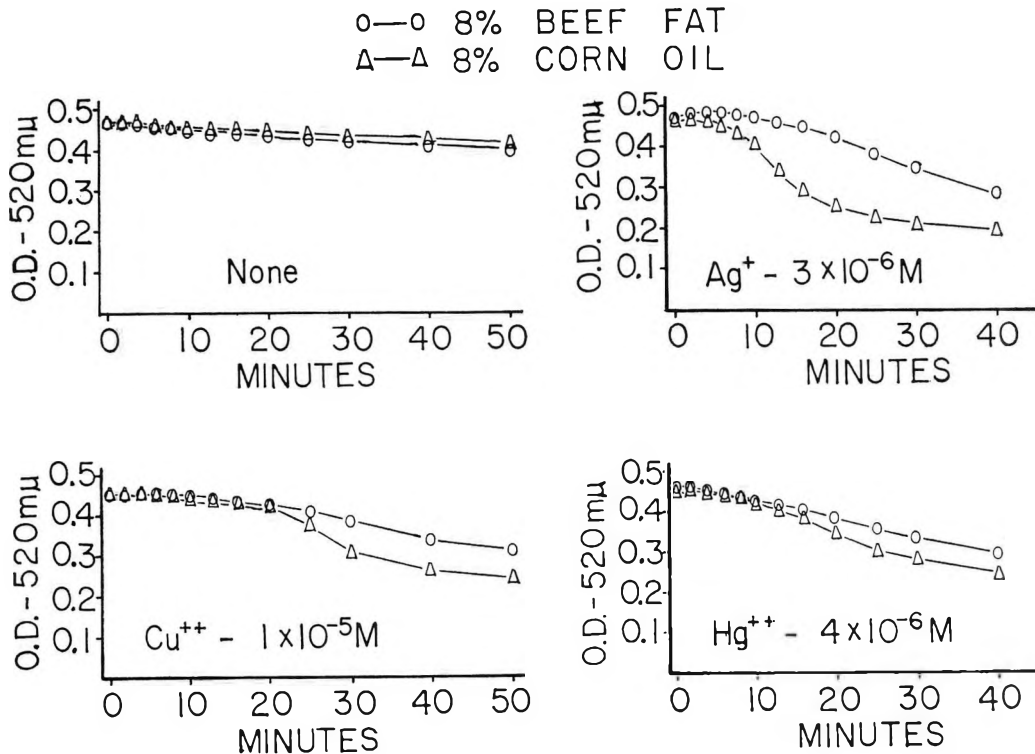 o—o 8% BEEF FAT
Δ—Δ 8% CORN OIL
O.D.-520mµ
0.5
0.4
0.3
0.2
0.1
None
0 10 20 30 40 50
MINUTES
O.D.-520mµ
0.5
0.4
0.3
0.2
0.1
Ag⁺ - 3×10⁻⁶M
0 10 20 30 40
MINUTES
O.D.-520mµ
0.5
0.4
0.3
0.2
0.1
Cu⁺⁺ - 1×10⁻⁵M
0 10 20 30 40 50
MINUTES
O.D.-520mµ
0.5
0.4
0.3
0.2
0.1
Hg⁺⁺ - 4×10⁻⁶M
0 10 20 30 40
MINUTES